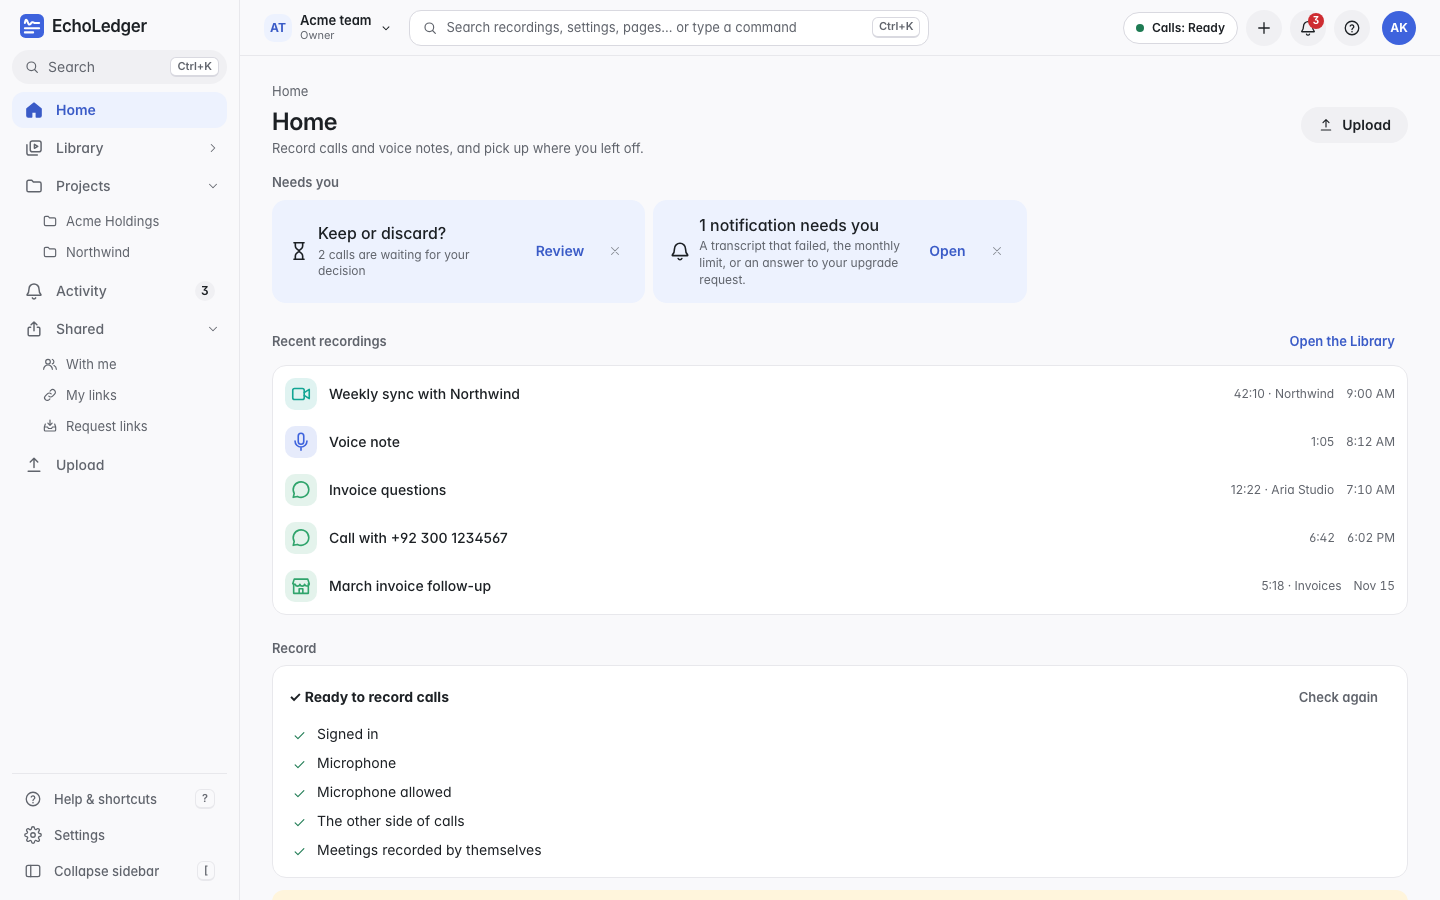 EchoLedger
Search Ctrl+K
Home
Library
Projects
Acme Holdings
Northwind
Activity 3
Shared
With me
My links
Request links
Upload
Help & shortcuts ?
Settings
Collapse sidebar [
AT Acme team
Owner
Search recordings, settings, pages... or type a command Ctrl+K
Calls: Ready
3
AK
Home
Home
Record calls and voice notes, and pick up where you left off.
Upload
Needs you
Keep or discard?
2 calls are waiting for your
decision
Review
1 notification needs you
A transcript that failed, the monthly
limit, or an answer to your upgrade
request.
Open
Recent recordings Open the Library
Weekly sync with Northwind 42:10 · Northwind 9:00 AM
Voice note 1:05 8:12 AM
Invoice questions 12:22 · Aria Studio 7:10 AM
Call with +92 300 1234567 6:42 6:02 PM
March invoice follow-up 5:18 · Invoices Nov 15
Record
Ready to record calls Check again
Signed in
Microphone
Microphone allowed
The other side of calls
Meetings recorded by themselves